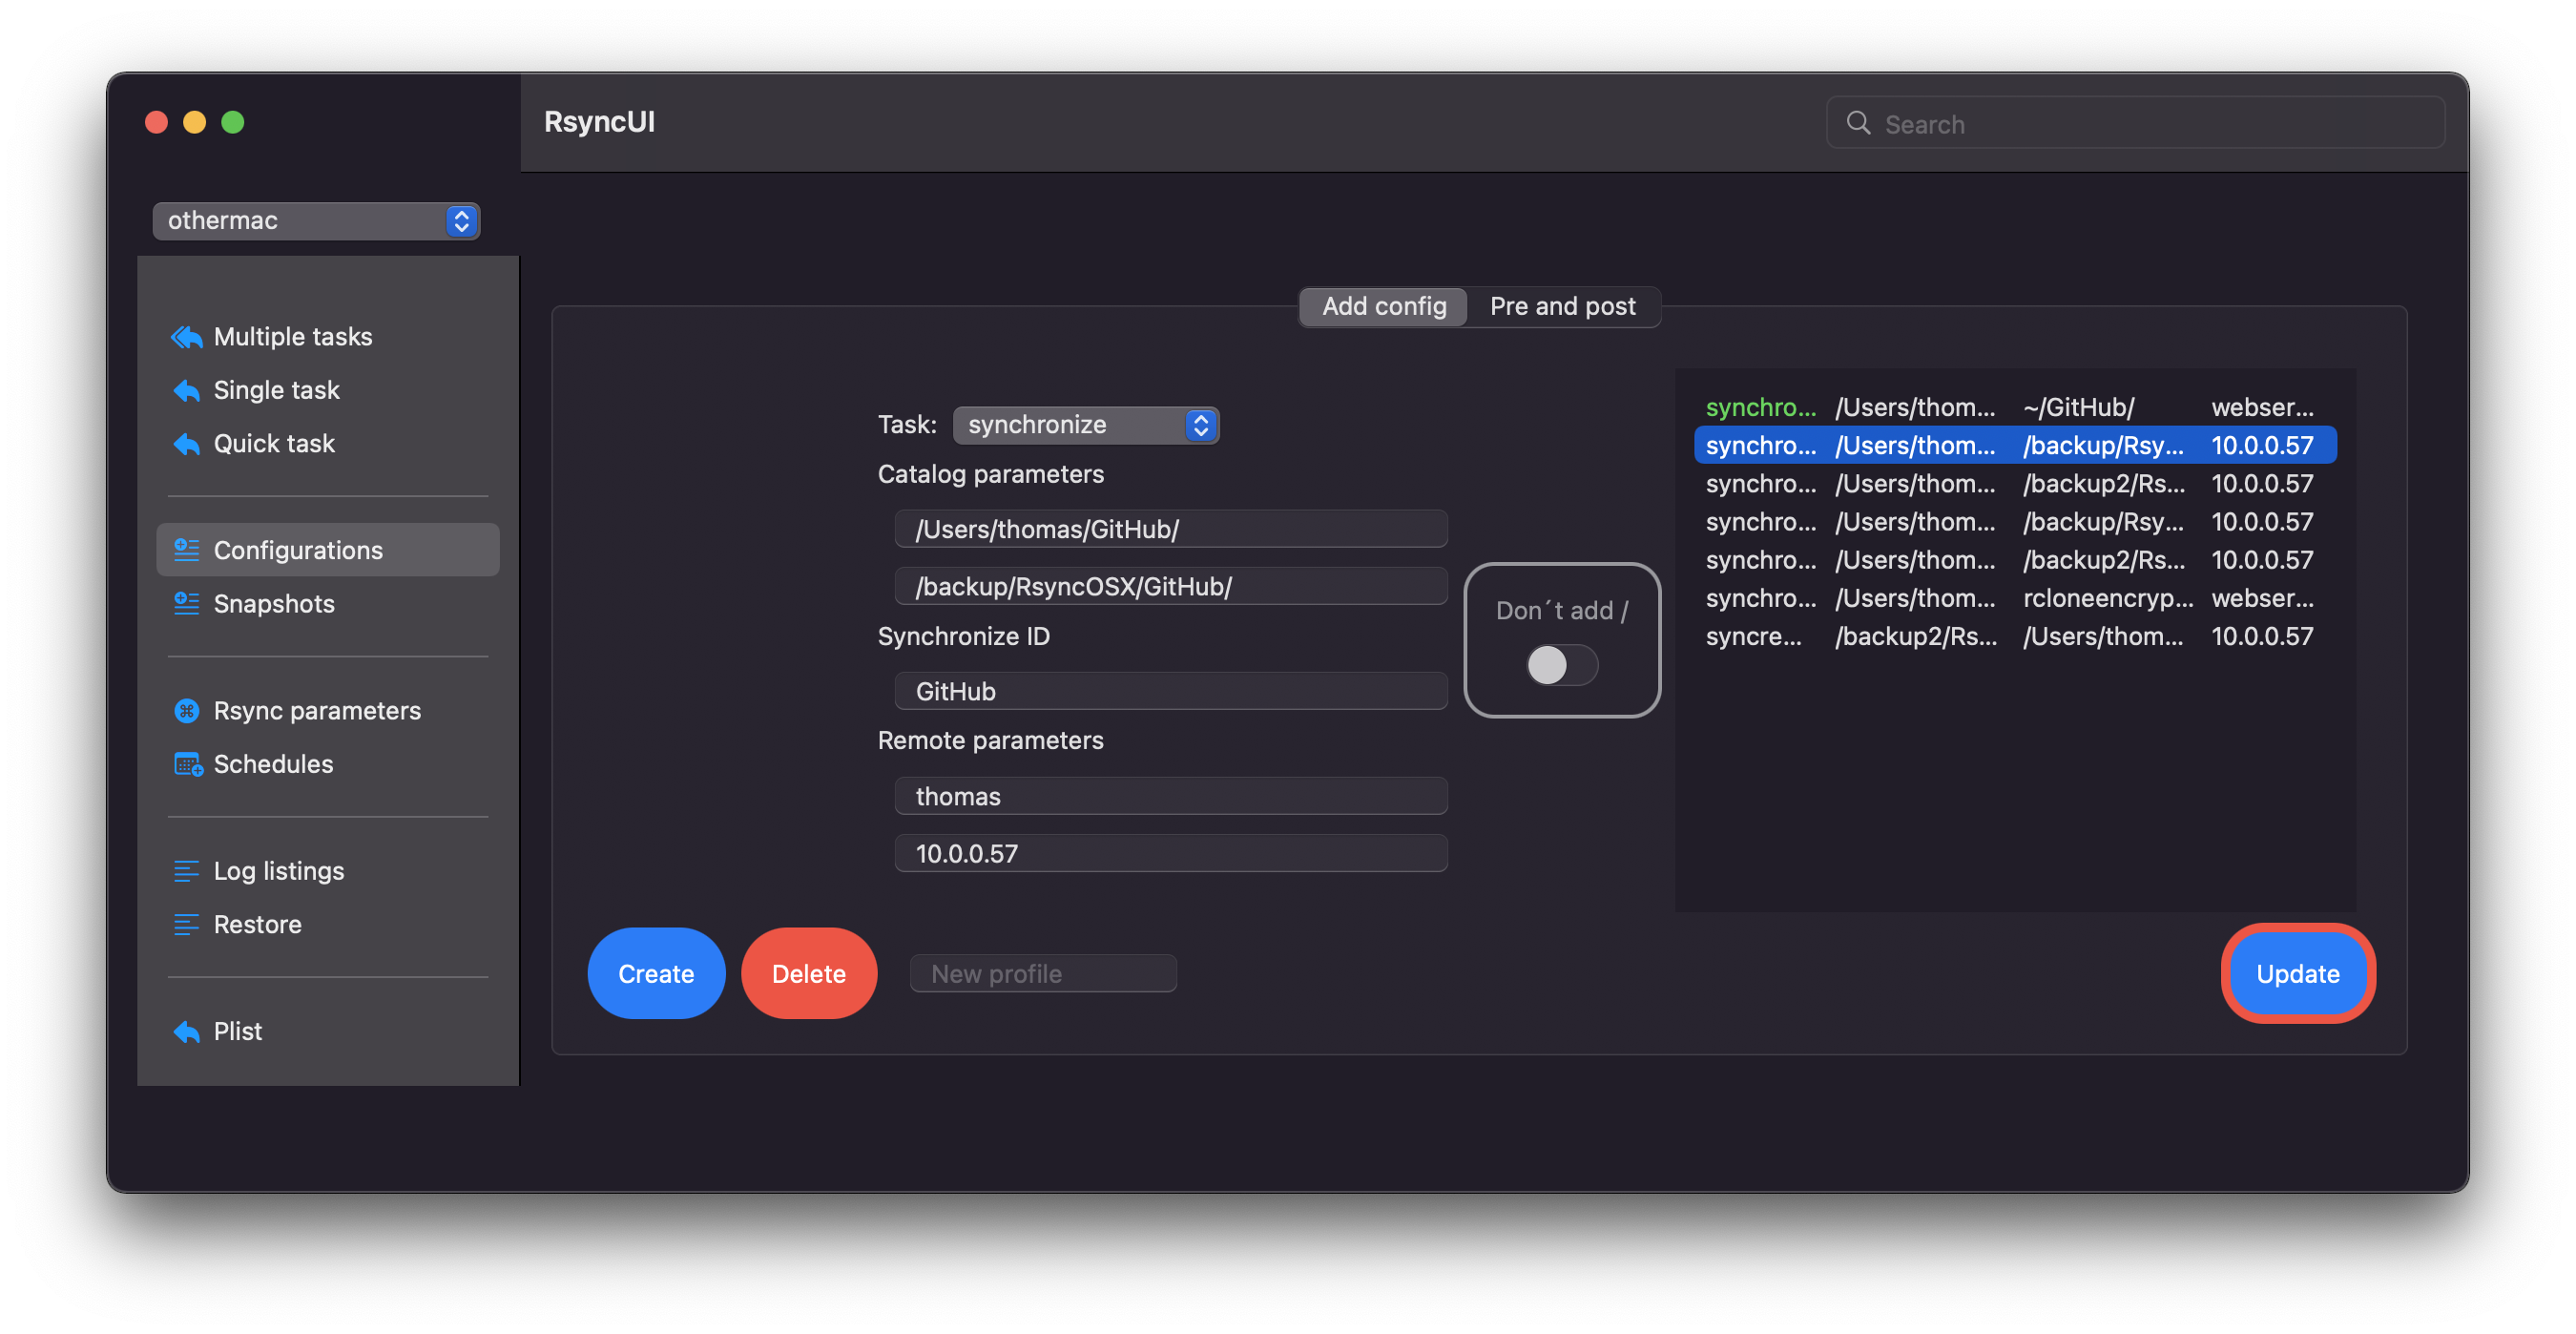 RsyncUI
Search
othermac
Multiple tasks
Single task
Quick task
Configurations
Snapshots
Rsync parameters
Schedules
Log listings
Restore
Plist
Add config
Pre and post
Task: synchronize
Catalog parameters
/Users/thomas/GitHub/
/backup/RsyncOSX/GitHub/
Synchronize ID
GitHub
Remote parameters
thomas
10.0.0.57
Don´t add /
synchro... /Users/thom... ~/GitHub/ webser...
synchro... /Users/thom... /backup/Rsy... 10.0.0.57
synchro... /Users/thom... /backup2/Rs... 10.0.0.57
synchro... /Users/thom... /backup/Rsy... 10.0.0.57
synchro... /Users/thom... /backup2/Rs... 10.0.0.57
synchro... /Users/thom... rcloneencryp... webser...
syncre... /backup2/Rs... /Users/thom... 10.0.0.57
Create
Delete
New profile
Update